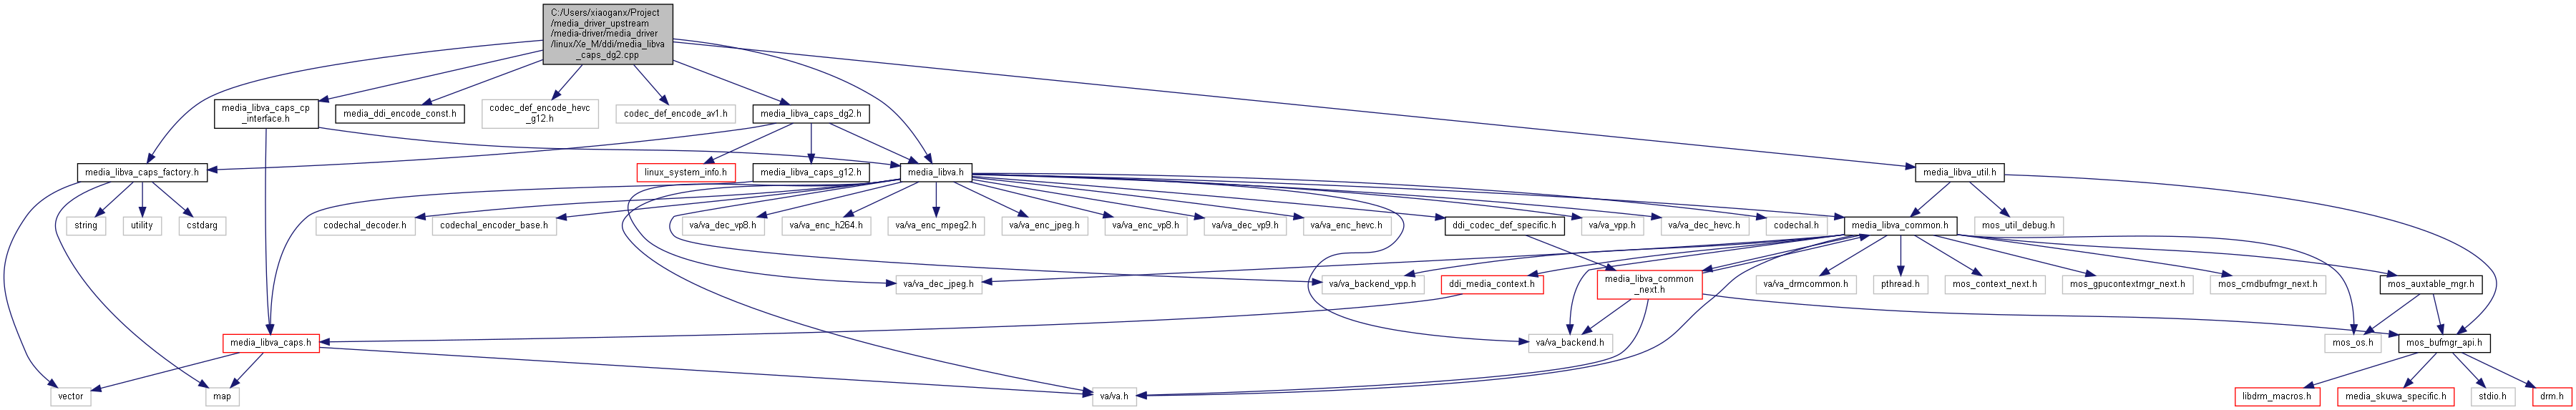 C:/Users/xiaoganx/Project
/media_driver_upstream
/media-driver/media_driver
/linux/Xe_M/ddi/media_libva
_caps_dg2.cpp
media_libva_caps_cp
_interface.h
media_ddi_encode_const.h
codec_def_encode_hevc
_g12.h
codec_def_encode_av1.h
media_libva_caps_dg2.h
media_libva_caps_factory.h
linux_system_info.h
media_libva_caps_g12.h
media_libva.h
media_libva_util.h
string
utility
cstdarg
codechal_decoder.h
codechal_encoder_base.h
va/va_dec_vp8.h
va/va_enc_h264.h
va/va_enc_mpeg2.h
va/va_enc_jpeg.h
va/va_enc_vp8.h
va/va_dec_vp9.h
va/va_enc_hevc.h
ddi_codec_def_specific.h
va/va_vpp.h
va/va_dec_hevc.h
codechal.h
media_libva_common.h
mos_util_debug.h
va/va_dec_jpeg.h
va/va_backend_vpp.h
ddi_media_context.h
media_libva_common
_next.h
va/va_drmcommon.h
pthread.h
mos_context_next.h
mos_gpucontextmgr_next.h
mos_cmdbufmgr_next.h
mos_auxtable_mgr.h
media_libva_caps.h
va/va_backend.h
mos_os.h
mos_bufmgr_api.h
vector
map
va/va.h
libdrm_macros.h
media_skuwa_specific.h
stdio.h
drm.h